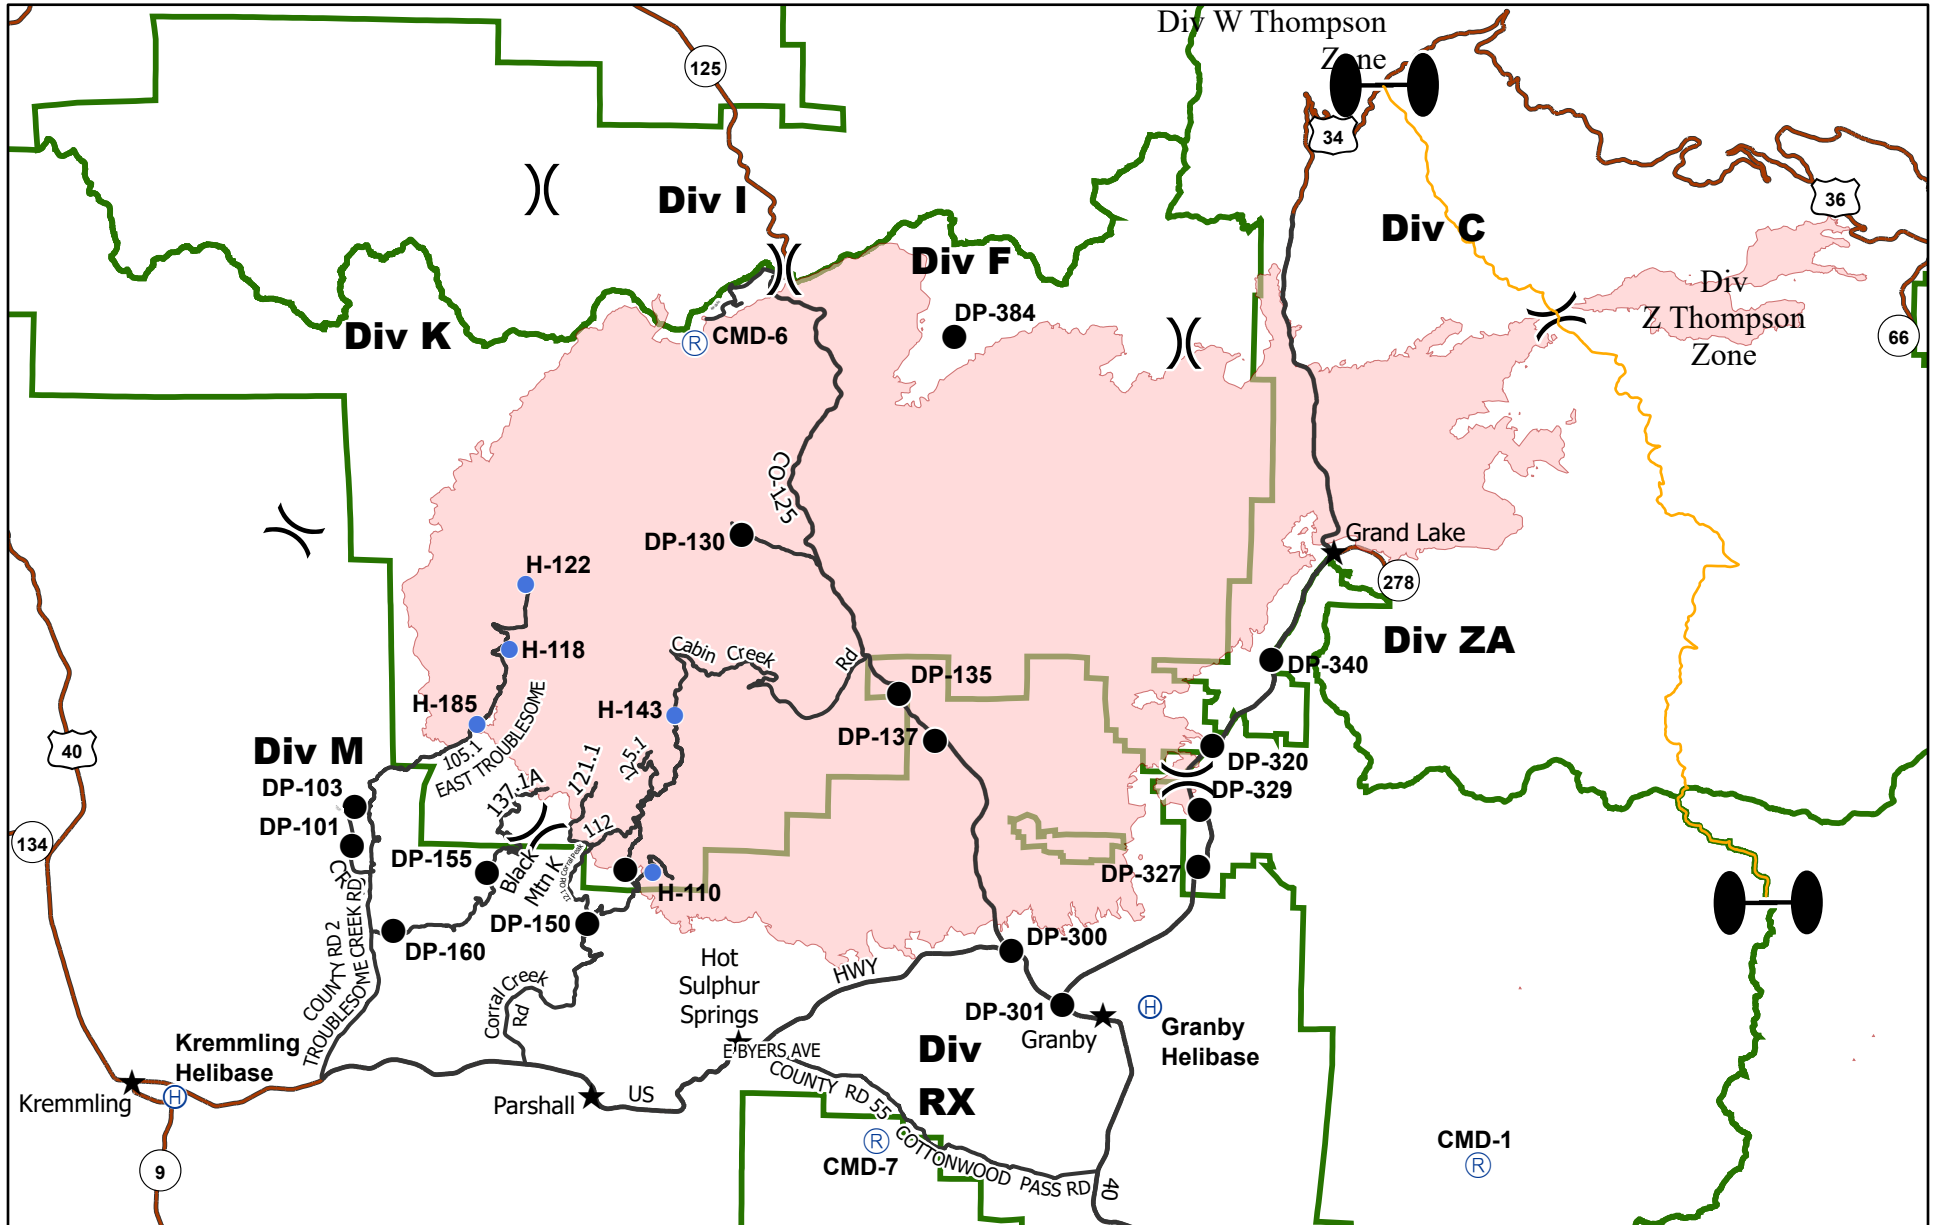 Div W Thompson
Zone
125
34
36
Div I
Div C
Div F
Div
Z Thompson
Zone
DP-384
Div K
CMD-6
R
66
CO-125
Grand Lake
DP-130
H-122
278
H-118
Div ZA
Cabin Creek
Rd
DP-340
DP-135
H-185
H-143
DP-137
40
Div M
105.1
EAST TROUBLESOME
121.1
DP-320
DP-103
137.1A
DP-329
DP-101
112
134
DP-155
Black
Mtn K
CR
DP-327
H-110
DP-150
DP-160
DP-300
COUNTY RD 2
TROUBLESOME CREEK RD
Hot
Sulphur
Springs
HWY
Corral Creek
Rd
DP-301
Granby
H
Granby
Helibase
Kremmling
Helibase
H
E BYERS AVE
Div
RX
COUNTY RD 55
Kremmling
Parshall
US
COTTONWOOD PASS RD
R
CMD-7
CMD-1
R
9
40